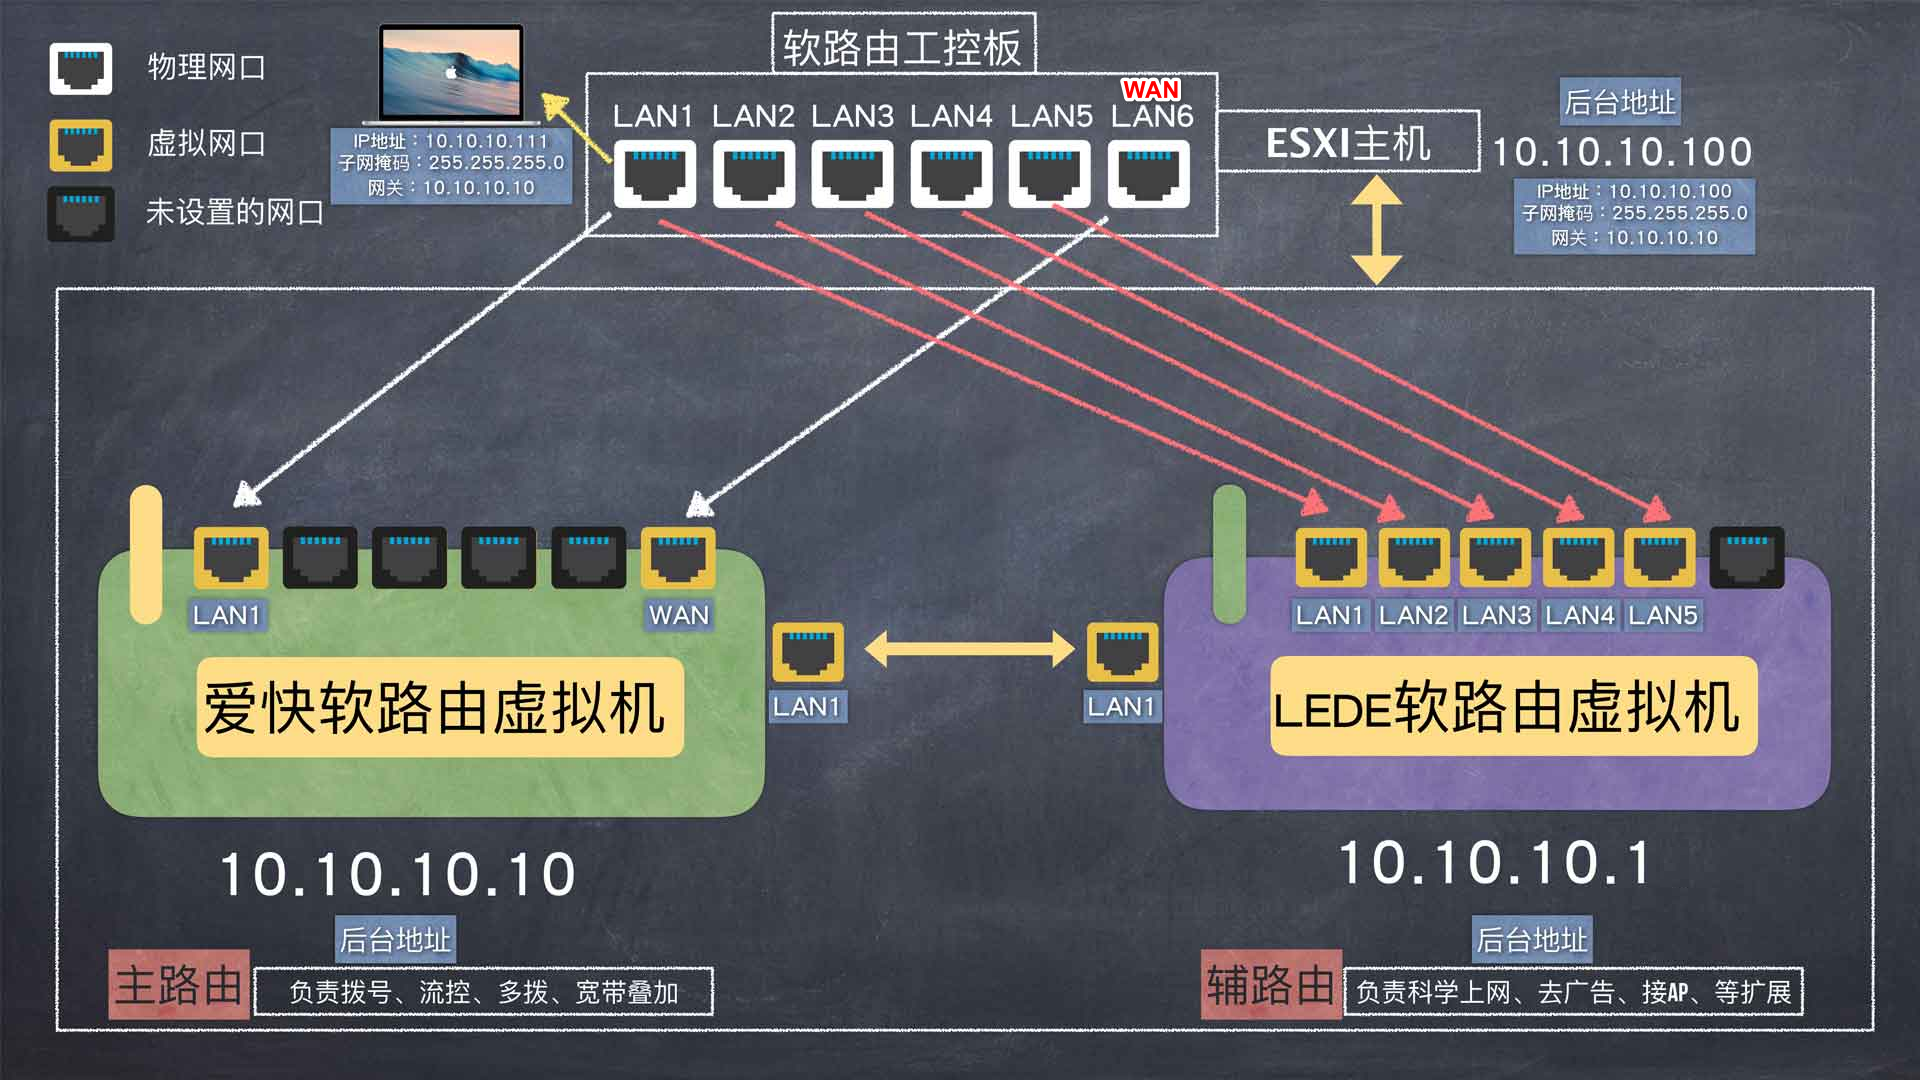 物理网口
虚拟网口
未设置的网口
IP地址：10.10.10.111
子网掩码：255.255.255.0
网关：10.10.10.10
软路由工控板
WAN
LAN1 LAN2 LAN3 LAN4 LAN5 LAN6
ESXI主机
后台地址
10.10.10.100
IP地址：10.10.10.100
子网掩码：255.255.255.0
网关：10.10.10.10
LAN1
WAN
爱快软路由虚拟机
LAN1
LAN1
LAN1 LAN2 LAN3 LAN4 LAN5
LEDE软路由虚拟机
10.10.10.10
后台地址
主路由
负责拨号、流控、多拨、宽带叠加
10.10.10.1
后台地址
辅路由
负责科学上网、去广告、接AP、等扩展